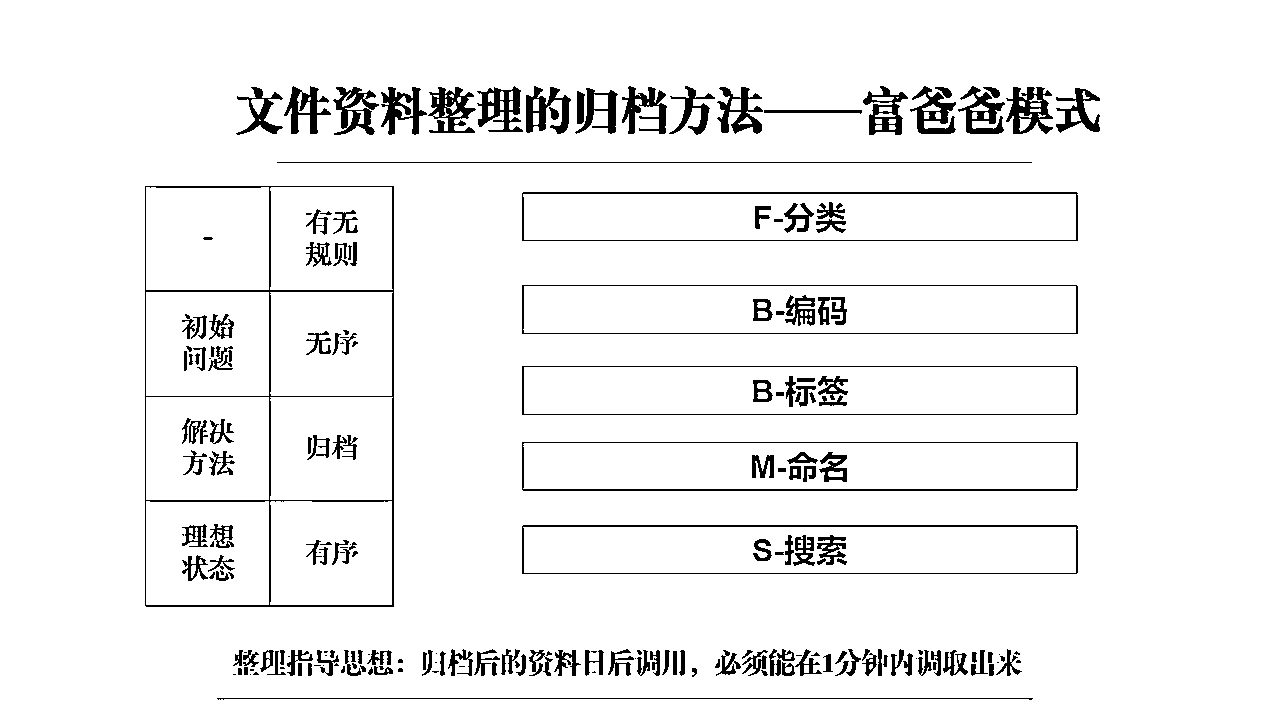 文件资料整理的归档方法——富爸爸模式
-
有无
规则
初始
问题
无序
解决
方法
归档
理想
状态
有序
F-分类
B-编码
B-标签
M-命名
S-搜索
整理指导思想：归档后的资料日后调用，必须能在1分钟内调取出来